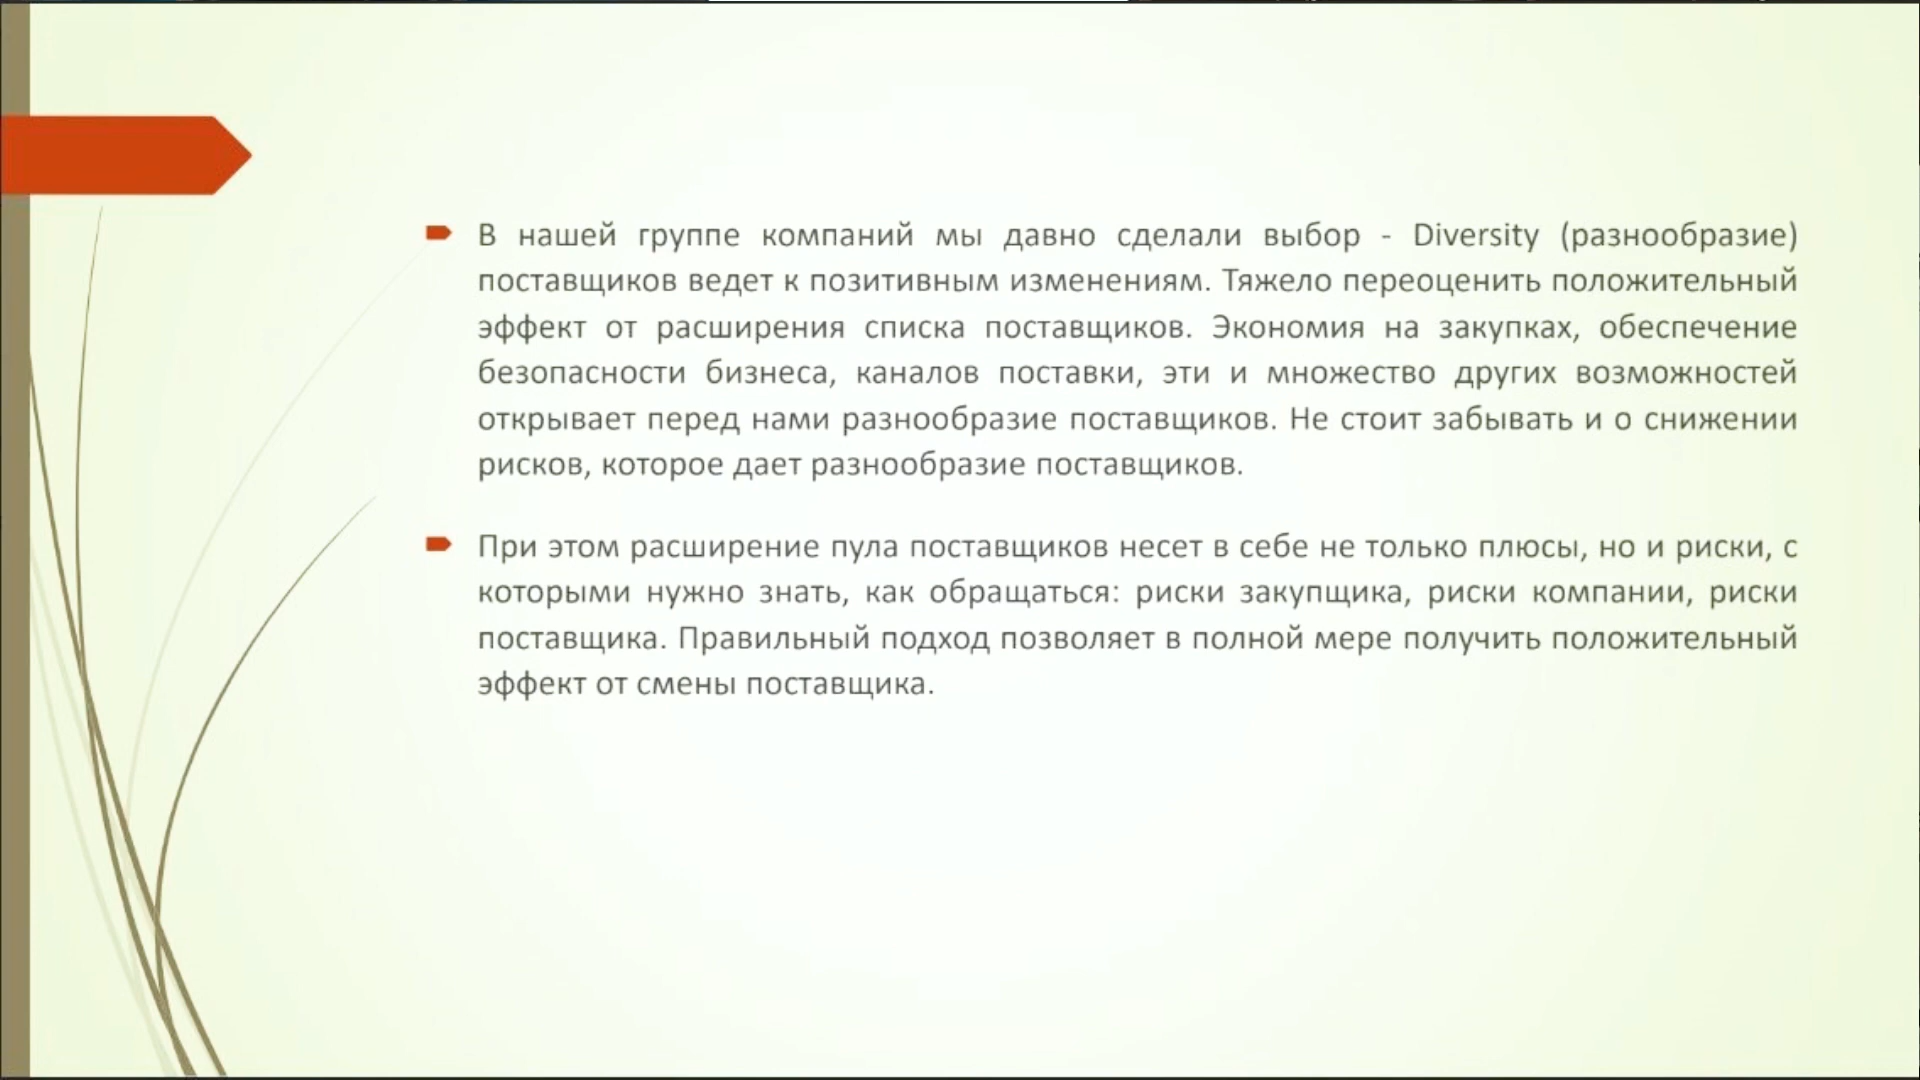 В нашей группе компаний мы давно сделали выбор - Diversity (разнообразие)
поставщиков ведет к позитивным изменениям. Тяжело переоценить положительный
эффект от расширения списка поставщиков. Экономия на закупках, обеспечение
безопасности бизнеса, каналов поставки, эти и множество других возможностей
открывает перед нами разнообразие поставщиков. Не стоит забывать и о снижении
рисков, которое дает разнообразие поставщиков.
При этом расширение пула поставщиков несет в себе не только плюсы, но и риски, с
которыми нужно знать, как обращаться: риски закупщика, риски компании, риски
поставщика. Правильный подход позволяет в полной мере получить положительный
эффект от смены поставщика.